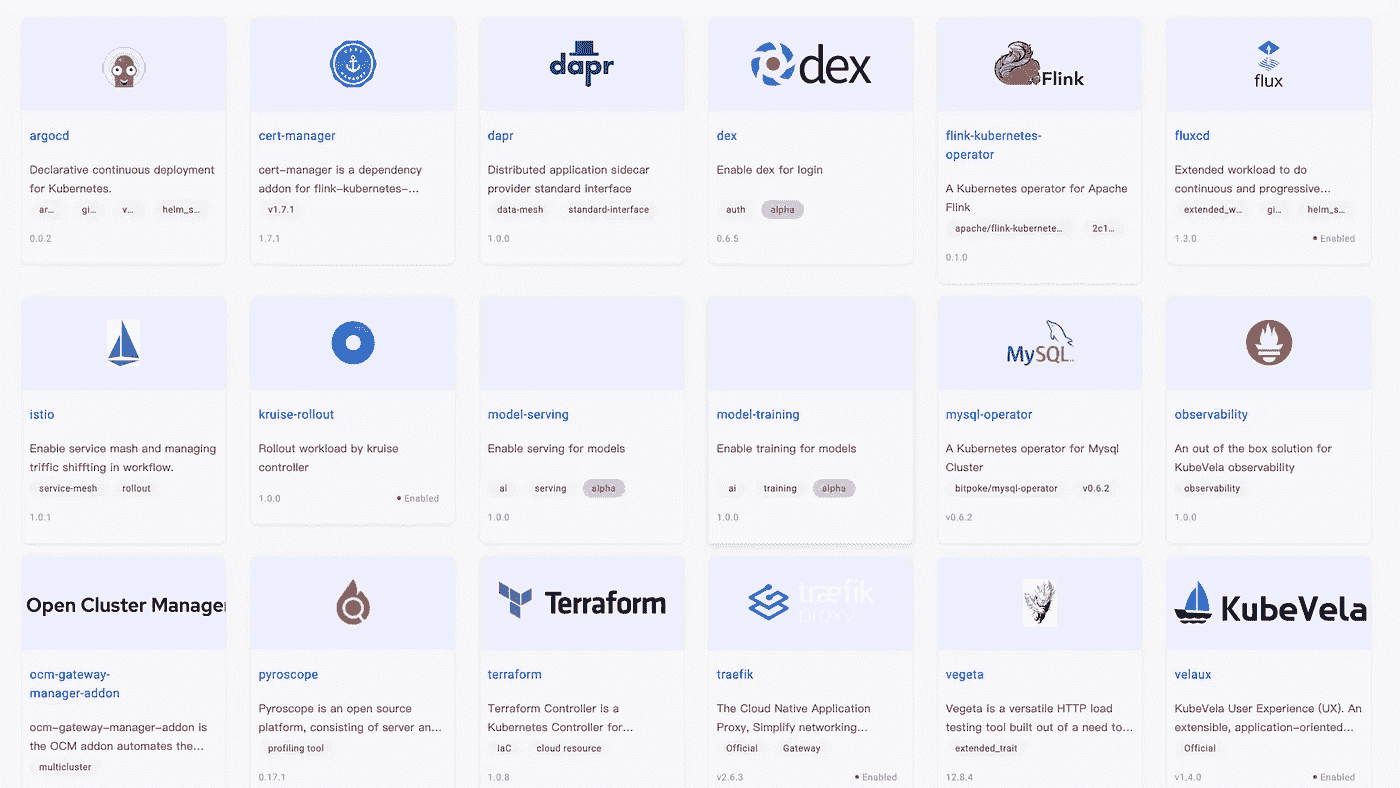 dapr
dex
Flink
flux
argocd
Declarative continuous deployment
for Kubernetes.
ar...
gi...
v...
helm_s...
0.0.2
cert-manager
cert-manager is a dependency
addon for flink-kubernetes-...
v1.7.1
1.7.1
dapr
Distributed application sidecar
provider standard interface
data-mesh
standard-interface
1.0.0
dex
Enable dex for login
auth
alpha
0.6.5
flink-kubernetes-
operator
A Kubernetes operator for Apache
Flink
apache/flink-kubernete...
2c1...
0.1.0
fluxcd
Extended workload to do
continuous and progressive...
extended_w...
gi...
helm_s...
1.3.0
Enabled
MySQL
istio
Enable service mash and managing
triffic shiffting in workflow.
service-mesh
rollout
1.0.1
kruise-rollout
Rollout workload by kruise
controller
1.0.0
Enabled
model-serving
Enable serving for models
ai
serving
alpha
1.0.0
model-training
Enable training for models
ai
training
alpha
1.0.0
mysql-operator
A Kubernetes operator for Mysql
Cluster
bitpoke/mysql-operator
v0.6.2
v0.6.2
observability
An out of the box solution for
KubeVela observability
observability
1.0.0
Open Cluster Manage
Terraform
træfik
proxy
KubeVela
ocm-gateway-
manager-addon
ocm-gateway-manager-addon is
the OCM addon automates the...
multicluster
pyroscope
Pyroscope is an open source
platform, consisting of server an...
profiling tool
0.17.1
terraform
Terraform Controller is a
Kubernetes Controller for...
IaC
cloud resource
1.0.8
traefik
The Cloud Native Application
Proxy, Simplify networking...
Official
Gateway
v2.6.3
Enabled
vegeta
Vegeta is a versatile HTTP load
testing tool built out of a need to...
extended_trait
12.8.4
velaux
KubeVela User Experience (UX). An
extensible, application-oriented...
Official
v1.4.0
Enabled